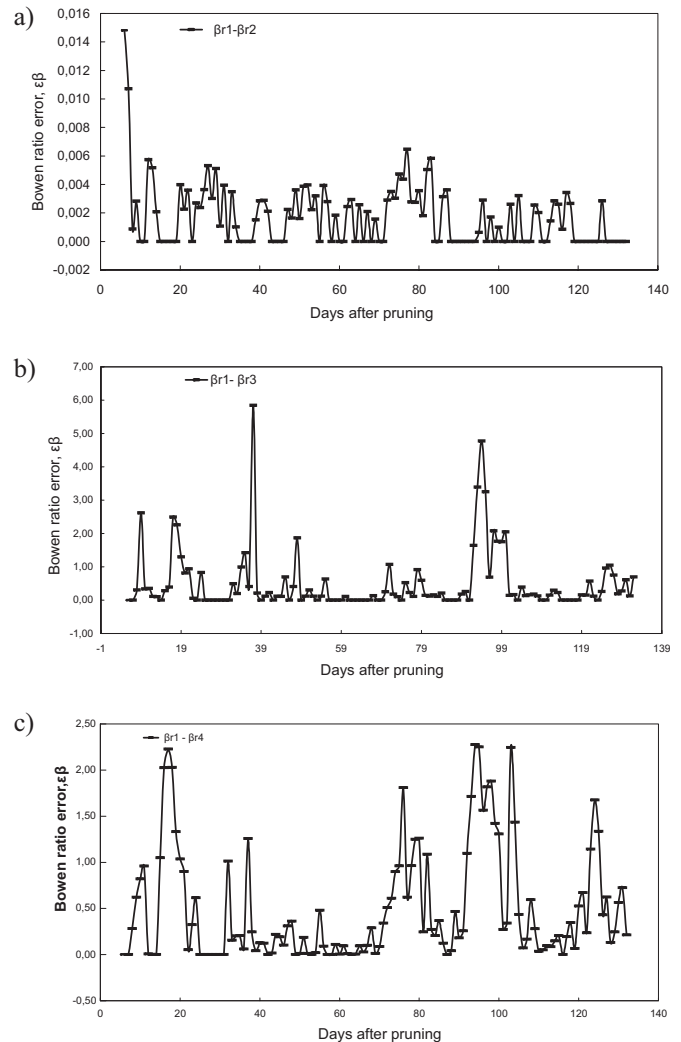 a)
0,016
0,014
0,012
0,010
0,008
0,006
0,004
0,002
0,000
-0,002
Bowen ratio error, εβ
βr1-βr2
0 20 40 60 80 100 120 140
Days after pruning
b)
7,00
6,00
5,00
4,00
3,00
2,00
1,00
0,00
-1,00
Bowen ratio error, εβ
βr1- βr3
-1 19 39 59 79 99 119 139
Days after pruning
c)
2,50
2,00
1,50
1,00
0,50
0,00
-0,50
Bowen ratio error,εβ
βr1 - βr4
0 20 40 60 80 100 120 140
Days after pruning